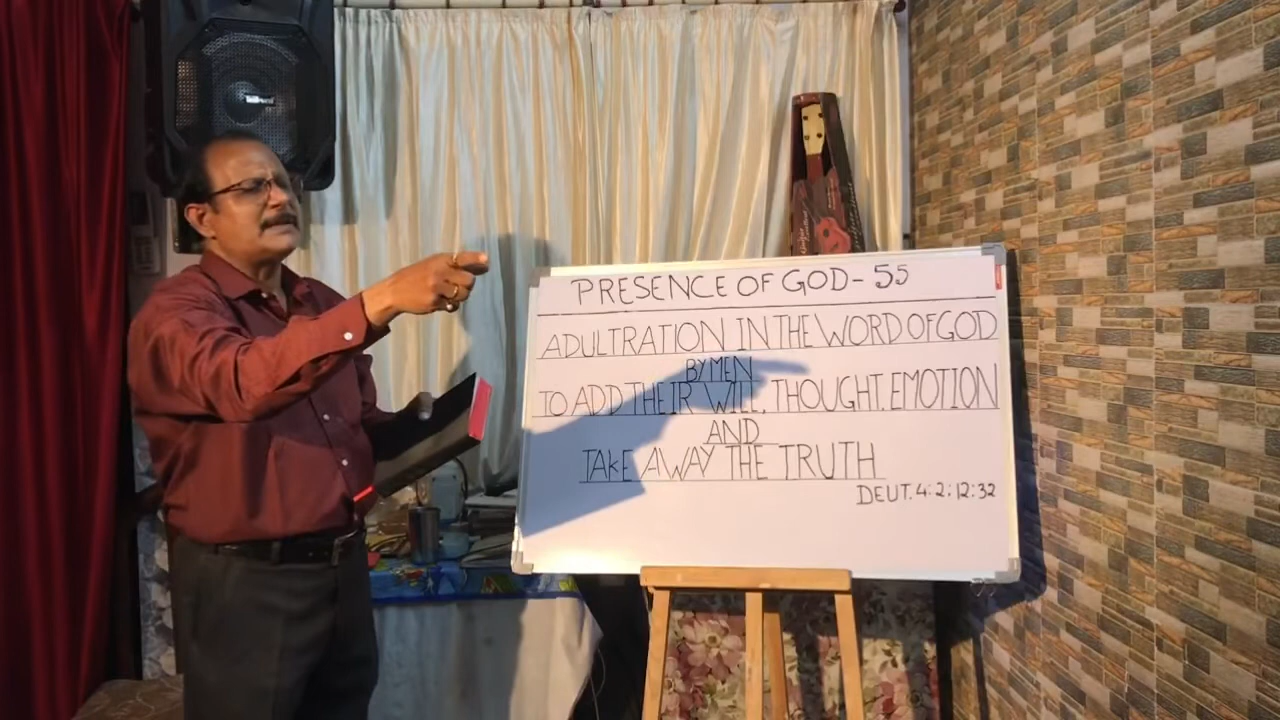 PRESENCE OF GOD - 55
ADULTRATION IN THE WORD OF GOD
BY MEN
TO ADD THEIR WILL, THOUGHT, EMOTION
AND
TAKE AWAY THE TRUTH
DEUT. 4:2: 12:32